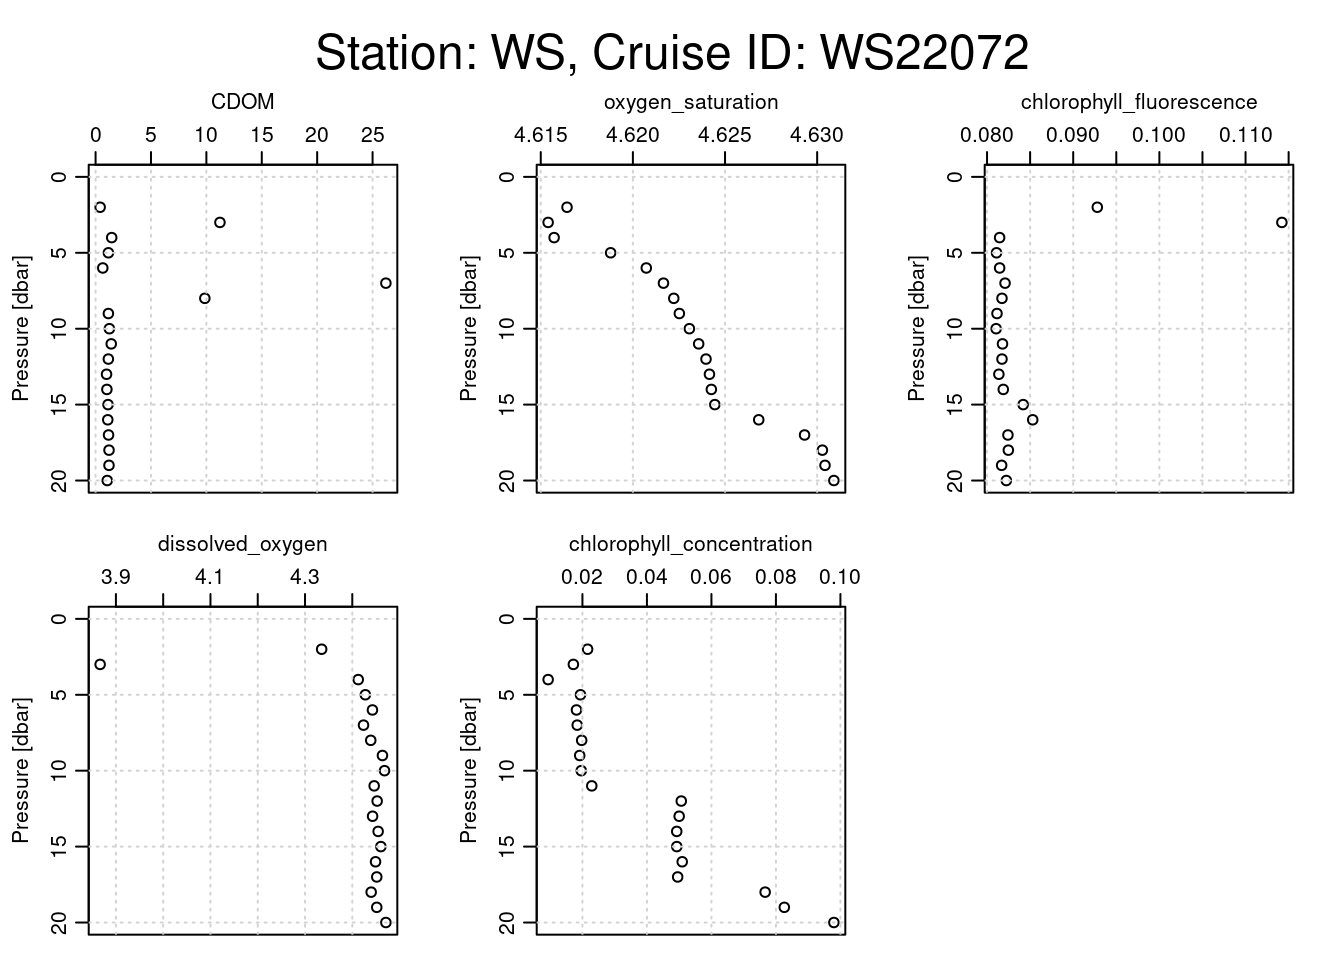 Station: WS, Cruise ID: WS22072
CDOM
0 5 10 15 20 25
Pressure [dbar]
0 5 10 15 20
oxygen_saturation
4.615 4.620 4.625 4.630
Pressure [dbar]
0 5 10 15 20
chlorophyll_fluorescence
0.080 0.090 0.100 0.110
Pressure [dbar]
0 5 10 15 20
dissolved_oxygen
3.9 4.1 4.3
Pressure [dbar]
0 5 10 15 20
chlorophyll_concentration
0.02 0.04 0.06 0.08 0.10
Pressure [dbar]
0 5 10 15 20